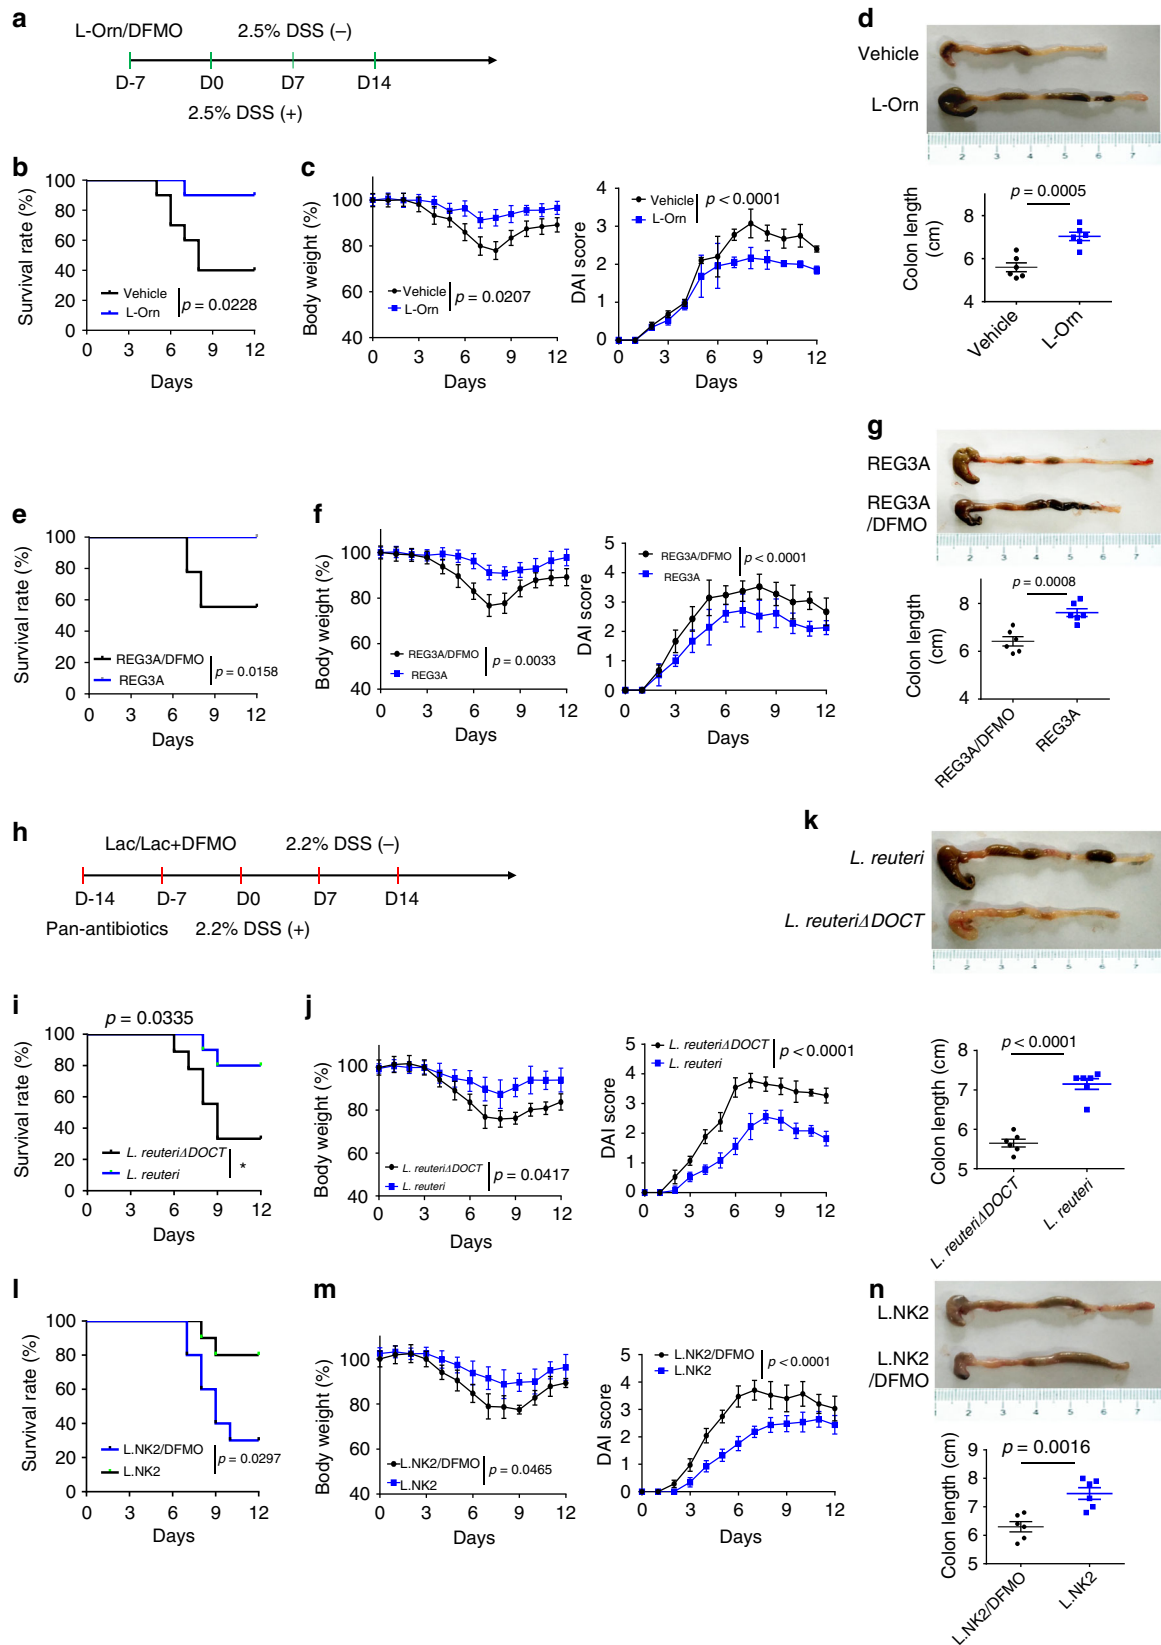 a
L-Orn/DFMO
2.5% DSS (–)
D-7
D0
D7
D14
2.5% DSS (+)
d
Vehicle
L-Orn
2
3
4
5
6
7
p = 0.0005
Colon length (cm)
8
6
4
Vehicle
L-Orn
b
Survival rate (%)
100
80
60
40
20
0
Vehicle
L-Orn
p = 0.0228
0 3 6 9 12
Days
c
Body weight (%)
100
80
60
40
Vehicle
L-Orn
p = 0.0207
0 3 6 9 12
Days
DAI score
4
3
2
1
0
Vehicle
L-Orn
p < 0.0001
0 3 6 9 12
Days
e
Survival rate (%)
100
80
60
40
20
0
REG3A/DFMO
REG3A
p = 0.0158
0 3 6 9 12
Days
f
Body weight (%)
100
80
60
40
REG3A/DFMO
REG3A
p = 0.0033
0 3 6 9 12
Days
DAI score
5
4
3
2
1
0
REG3A/DFMO
REG3A
p < 0.0001
0 3 6 9 12
Days
g
REG3A
REG3A
/DFMO
p = 0.0008
Colon length
(cm)
8
6
4
REG3A/DFMO
REG3A
h
Lac/Lac+DFMO
2.2% DSS (–)
D-14
D-7
D0
D7
D14
Pan-antibiotics
2.2% DSS (+)
k
L. reuteri
L. reuteriΔDOCT
2
3
4
5
6
7
p < 0.0001
Colon length (cm)
8
7
6
5
L. reuteriΔDOCT
L. reuteri
i
p = 0.0335
Survival rate (%)
100
80
60
40
20
0
L. reuteriΔDOCT
L. reuteri
*
0 3 6 9 12
Days
j
Body weight (%)
100
80
60
40
L. reuteriΔDOCT
L. reuteri
p = 0.0417
0 3 6 9 12
Days
DAI score
5
4
3
2
1
0
L. reuteriΔDOCT
L. reuteri
p < 0.0001
0 3 6 9 12
Days
l
Survival rate (%)
100
80
60
40
20
0
L.NK2/DFMO
L.NK2
p = 0.0297
0 3 6 9 12
Days
m
Body weight (%)
100
80
60
40
L.NK2/DFMO
L.NK2
p = 0.0465
0 3 6 9 12
Days
DAI score
5
4
3
2
1
0
L.NK2/DFMO
L.NK2
p < 0.0001
0 3 6 9 12
Days
n
L.NK2
L.NK2
/DFMO
p = 0.0016
Colon length (cm)
9
8
7
6
5
L.NK2/DFMO
L.NK2